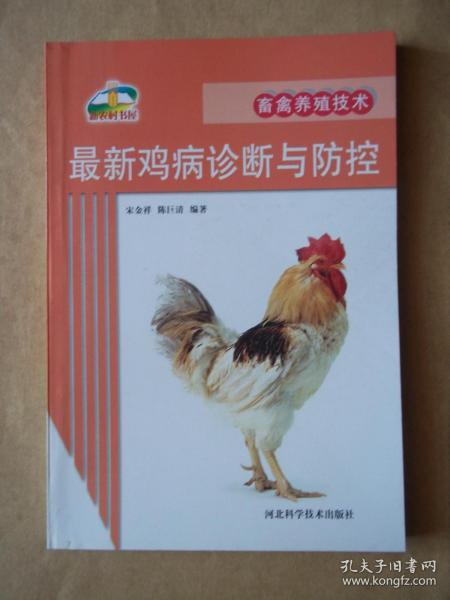 新农村书屋
畜禽养殖技术
最新鸡病诊断与防控
宋金祥 陈巨清 编著
河北科学技术出版社
孔夫子旧书网
www.kongfz.com